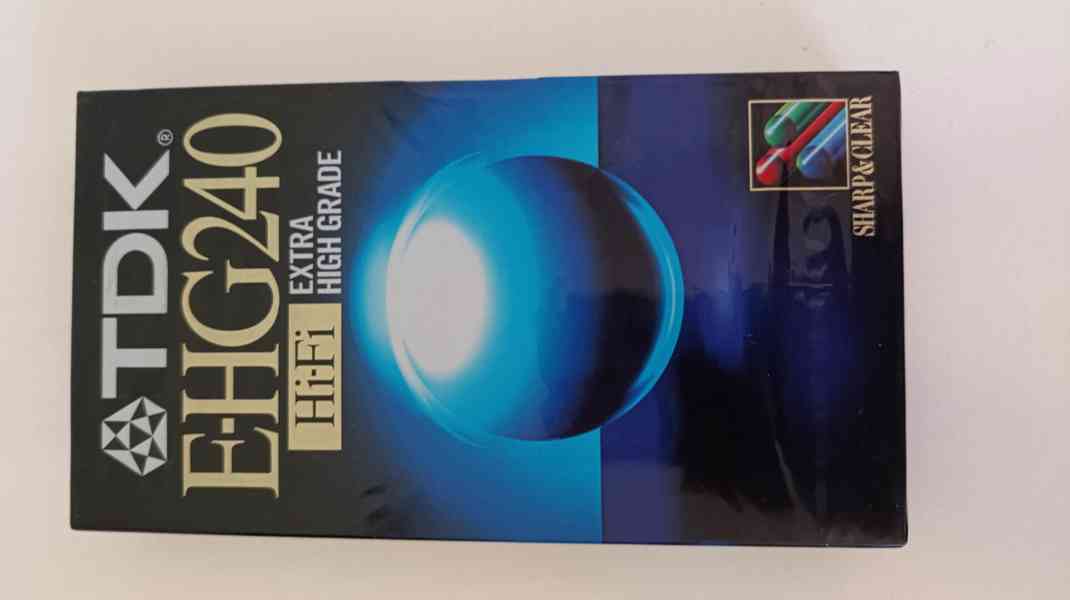 TDK®
E-HG240
Hi-Fi
EXTRA
HIGH GRADE
SHARP&CLEAR